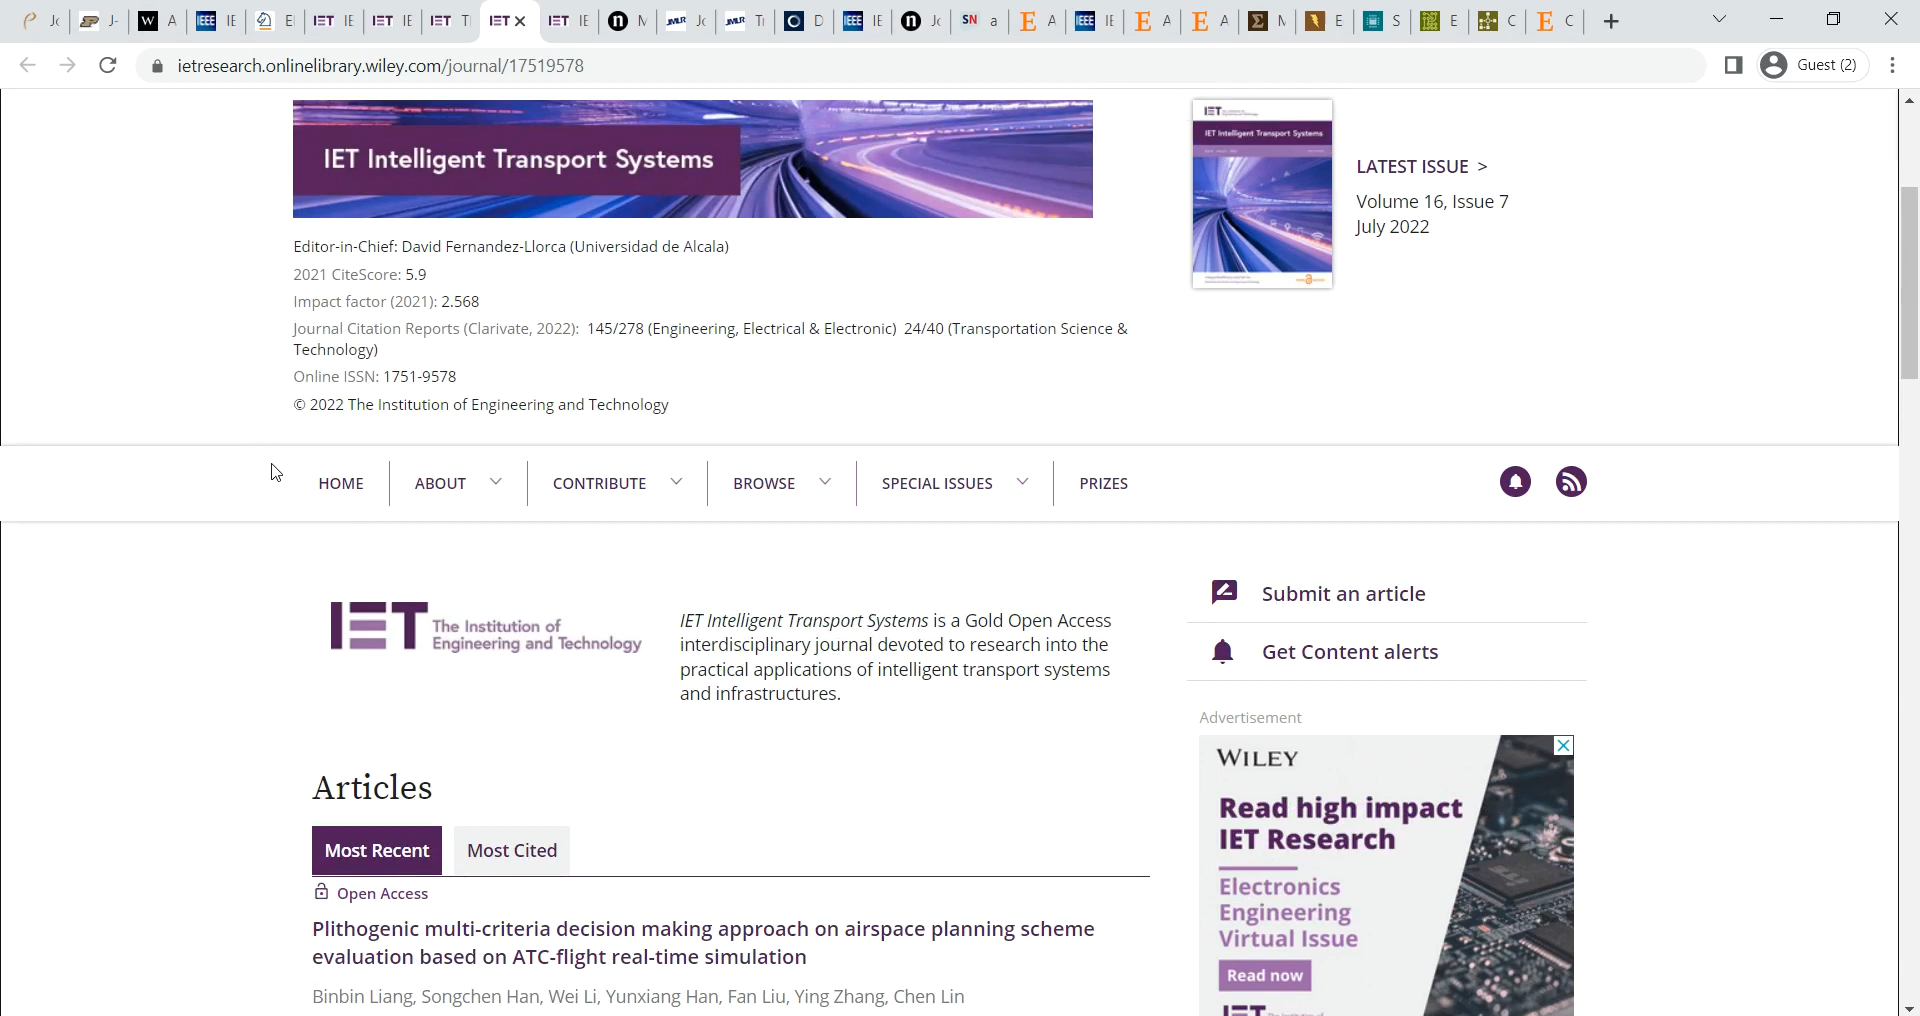 ietresearch.onlinelibrary.wiley.com/journal/17519578
Guest (2)
IET Intelligent Transport Systems
IET Intelligent Transport Systems
LATEST ISSUE >
Volume 16, Issue 7
July 2022
Editor-in-Chief: David Fernandez-Llorca (Universidad de Alcala)
2021 CiteScore: 5.9
Impact factor (2021): 2.568
Journal Citation Reports (Clarivate, 2022): 145/278 (Engineering, Electrical & Electronic) 24/40 (Transportation Science &
Technology)
Online ISSN: 1751-9578
© 2022 The Institution of Engineering and Technology
HOME ABOUT CONTRIBUTE BROWSE SPECIAL ISSUES PRIZES
IET The Institution of
Engineering and Technology
IET Intelligent Transport Systems is a Gold Open Access
interdisciplinary journal devoted to research into the
practical applications of intelligent transport systems
and infrastructures.
Submit an article
Get Content alerts
Advertisement
WILEY
Read high impact
IET Research
Electronics
Engineering
Virtual Issue
Read now
IET
Articles
Most Recent Most Cited
Open Access
Plithogenic multi-criteria decision making approach on airspace planning scheme
evaluation based on ATC-flight real-time simulation
Binbin Liang, Songchen Han, Wei Li, Yunxiang Han, Fan Liu, Ying Zhang, Chen Lin